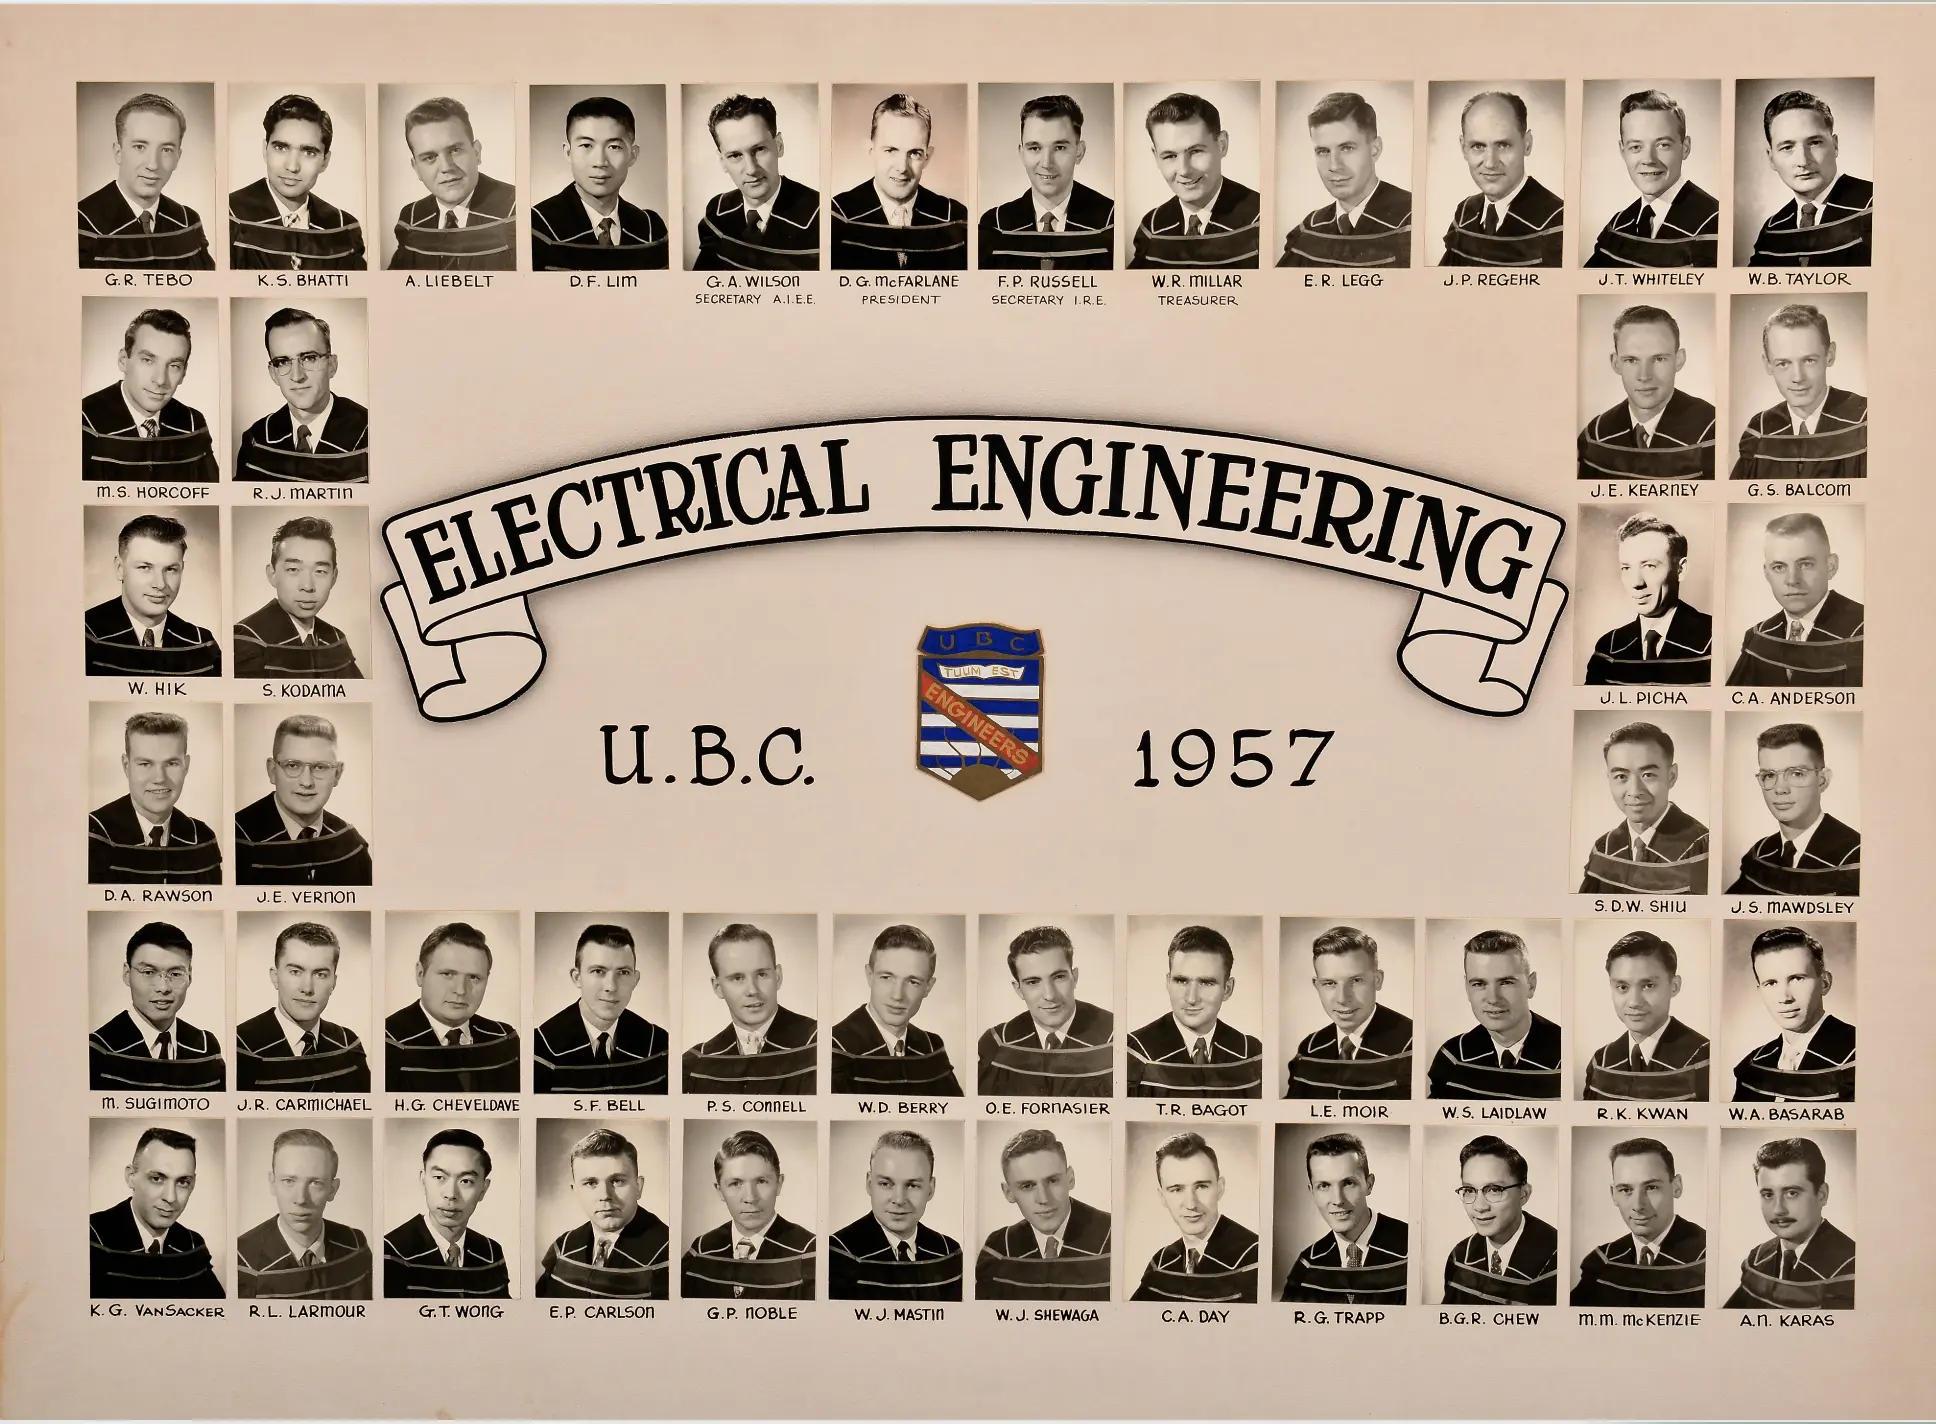 G.R. TEBO
K.S. BHATTI
A. LIEBELT
D.F. LIM
G.A. WILSON
SECRETARY A.I.E.E.
D.G. McFARLANE
PRESIDENT
F.P. RUSSELL
SECRETARY I.R.E.
W.R. MILLAR
TREASURER
E.R. LEGG
J.P. REGEHR
J.T. WHITELEY
W.B. TAYLOR
M.S. HORCOFF
R.J. MARTIN
J.E. KEARNEY
G.S. BALCOM
ELECTRICAL ENGINEERING
W. HIK
S. KODAMA
J.L. PICHA
C.A. ANDERSON
UBC
TUUM EST
ENGINEERS
U.B.C. 1957
D.A. RAWSON
J.E. VERNON
S.D.W. SHIU
J.S. MAWDSLEY
M. SUGIMOTO
J.R. CARMICHAEL
H.G. CHEVELDAVE
S.F. BELL
P.S. CONNELL
W.D. BERRY
O.E. FORNASIER
T.R. BAGOT
L.E. MOIR
W.S. LAIDLAW
R.K. KWAN
W.A. BASARAB
K.G. VANSACKER
R.L. LARMOUR
G.T. WONG
E.P. CARLSON
G.P. NOBLE
W.J. MASTIN
W.J. SHEWAGA
C.A. DAY
R.G. TRAPP
B.G.R. CHEW
M.M. McKENZIE
A.N. KARAS